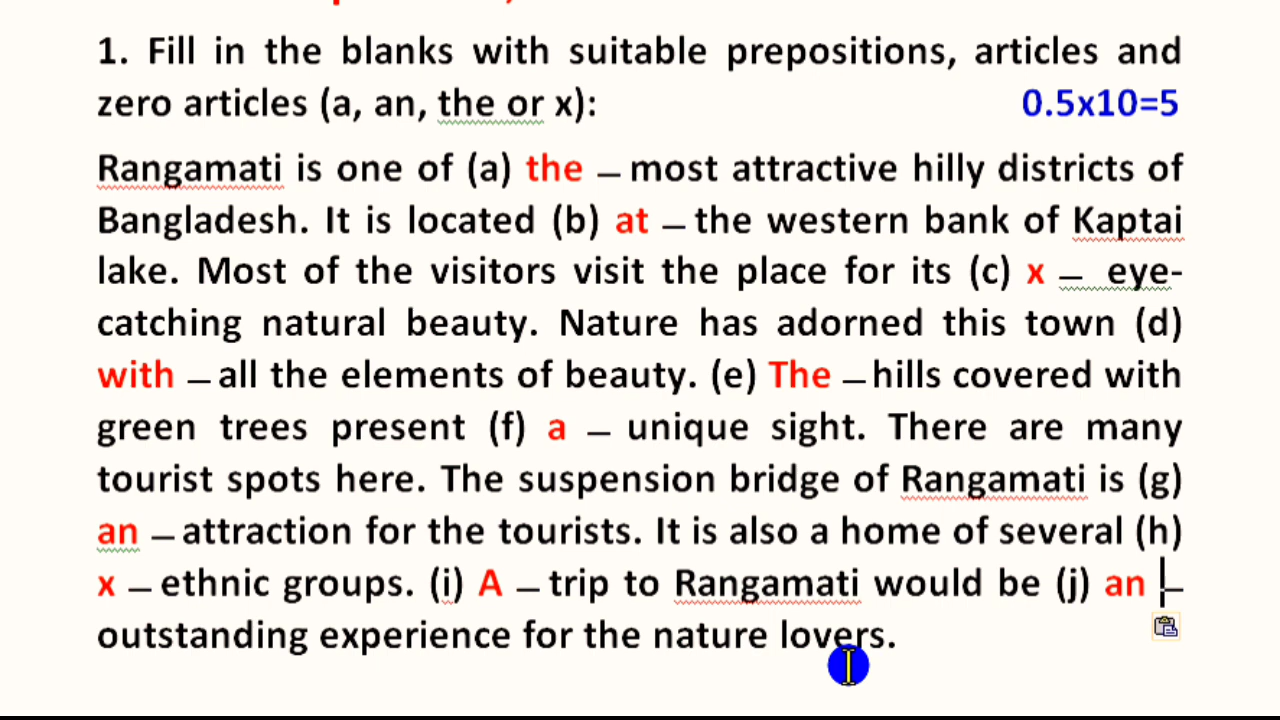 1. Fill in the blanks with suitable prepositions, articles and
zero articles (a, an, the or x): 0.5x10=5
Rangamati is one of (a) the – most attractive hilly districts of
Bangladesh. It is located (b) at – the western bank of Kaptai
lake. Most of the visitors visit the place for its (c) x – eye-
catching natural beauty. Nature has adorned this town (d)
with – all the elements of beauty. (e) The – hills covered with
green trees present (f) a – unique sight. There are many
tourist spots here. The suspension bridge of Rangamati is (g)
an – attraction for the tourists. It is also a home of several (h)
x – ethnic groups. (i) A – trip to Rangamati would be (j) an –
outstanding experience for the nature lovers.